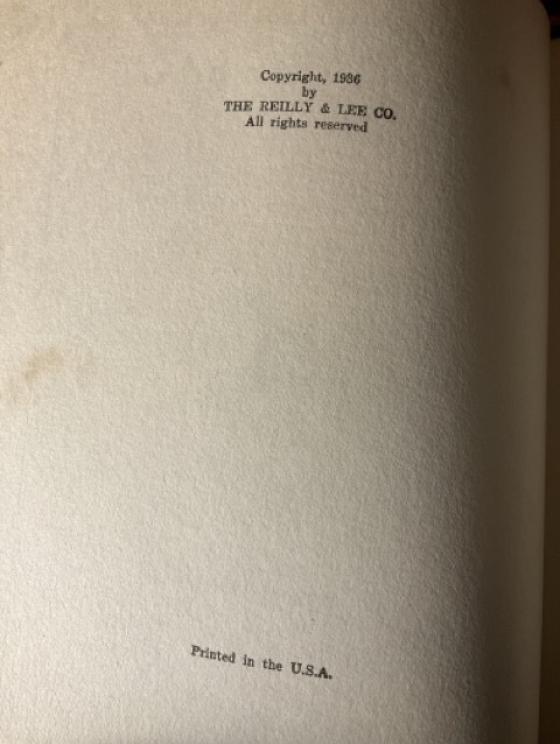 Copyright, 1936
by
THE REILLY & LEE CO.
All rights reserved
Printed in the U.S.A.